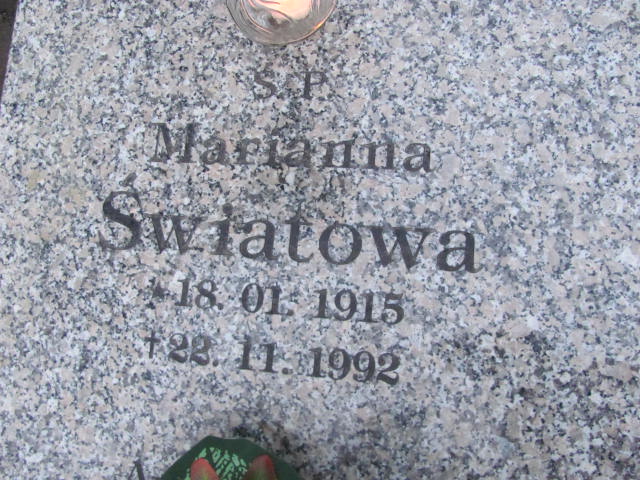 Ś.P.
Marianna
Światowa
*18. 01. 1915
†22. 11. 1992